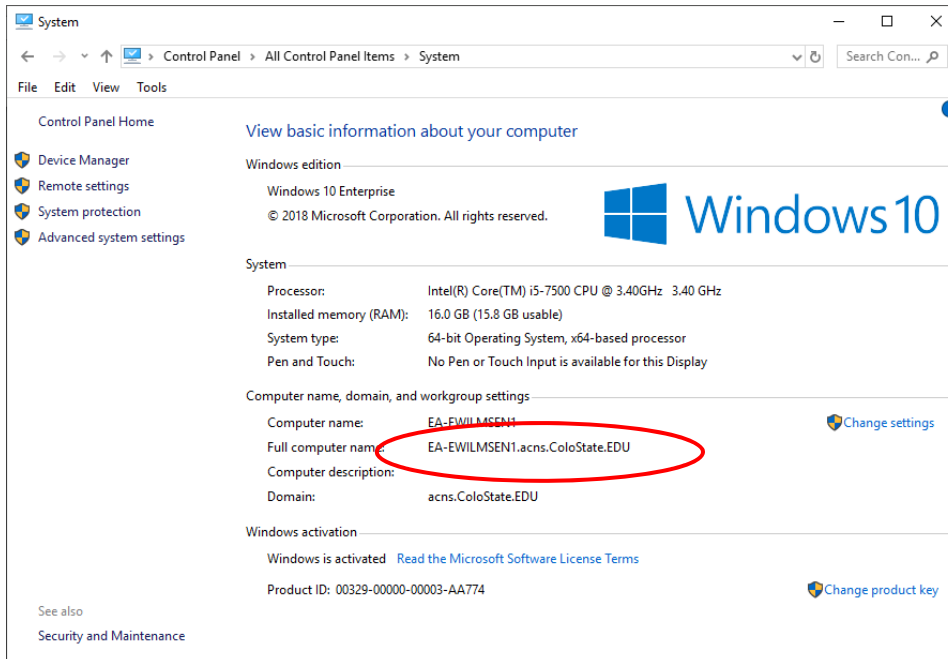 System
Control Panel > All Control Panel Items > System
Search Con...
File Edit View Tools
Control Panel Home
Device Manager
Remote settings
System protection
Advanced system settings
See also
Security and Maintenance
View basic information about your computer
Windows edition
Windows 10 Enterprise
© 2018 Microsoft Corporation. All rights reserved.
Windows 10
System
Processor: Intel(R) Core(TM) i5-7500 CPU @ 3.40GHz 3.40 GHz
Installed memory (RAM): 16.0 GB (15.8 GB usable)
System type: 64-bit Operating System, x64-based processor
Pen and Touch: No Pen or Touch Input is available for this Display
Computer name, domain, and workgroup settings
Computer name: EA-EWILMSEN1
Change settings
Full computer name: EA-EWILMSEN1.acns.ColoState.EDU
Computer description:
Domain: acns.ColoState.EDU
Windows activation
Windows is activated Read the Microsoft Software License Terms
Product ID: 00329-00000-00003-AA774
Change product key